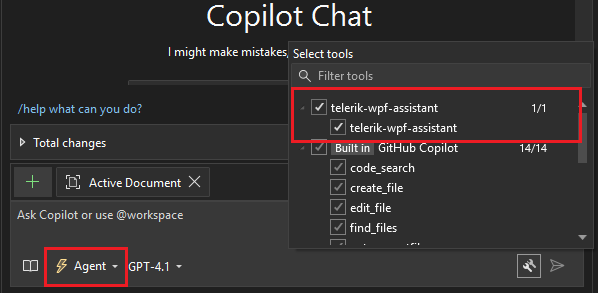 Copilot Chat
I might make mistakes,
Select tools
Filter tools
telerik-wpf-assistant 1/1
telerik-wpf-assistant
Built in GitHub Copilot 14/14
code_search
create_file
edit_file
find_files
/help what can you do?
Total changes
Active Document
Ask Copilot or use @workspace
Agent GPT-4.1